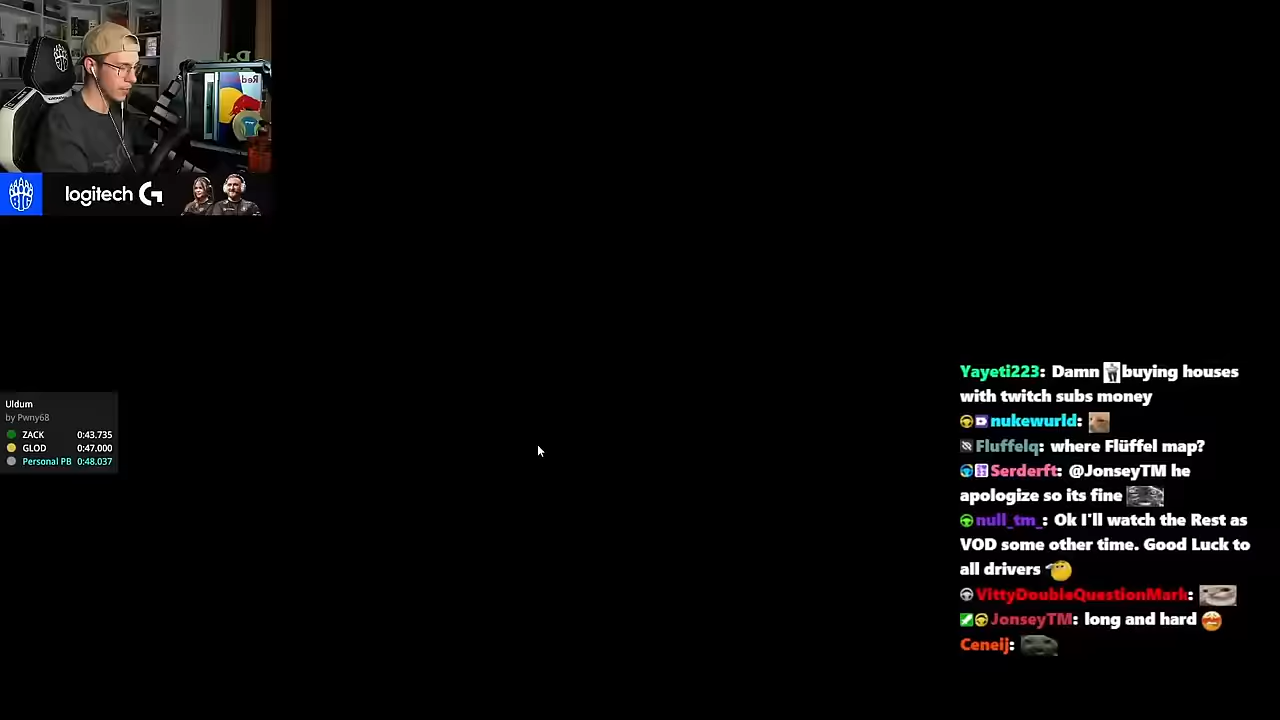 Red
BIG
logitech G
Uldum
by Pwny68
ZACK 0:43.735
GLOD 0:47.000
Personal PB 0:48.037
Yayeti223: Damn buying houses
with twitch subs money
nukewurld:
Fluffelq: where Flüffel map?
Serderft: @JonseyTM he
apologize so its fine
null_tm_: Ok I'll watch the Rest as
VOD some other time. Good Luck to
all drivers
VittyDoubleQuestionMark:
JonseyTM: long and hard
Ceneij: